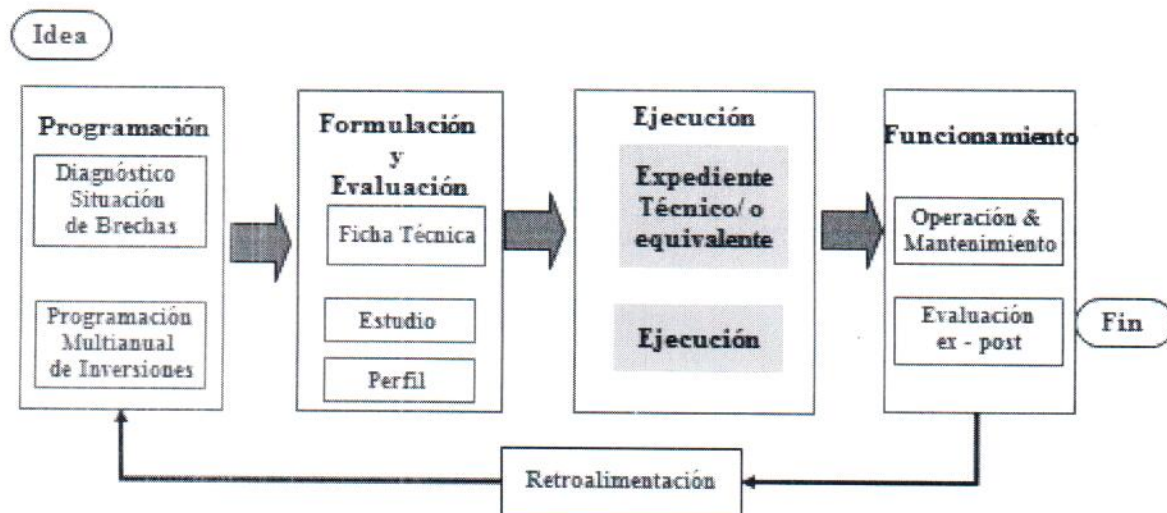 Idea
Programación
Diagnóstico
Situación
de Brechas
Programación
Multianual
de Inversiones
Formulación
y
Evaluación
Ficha Técnica
Estudio
Perfil
Ejecución
Expediente
Técnico/ o
equivalente
Ejecución
Funcionamiento
Operación &
Mantenimiento
Evaluación
ex - post
Fin
Retroalimentación